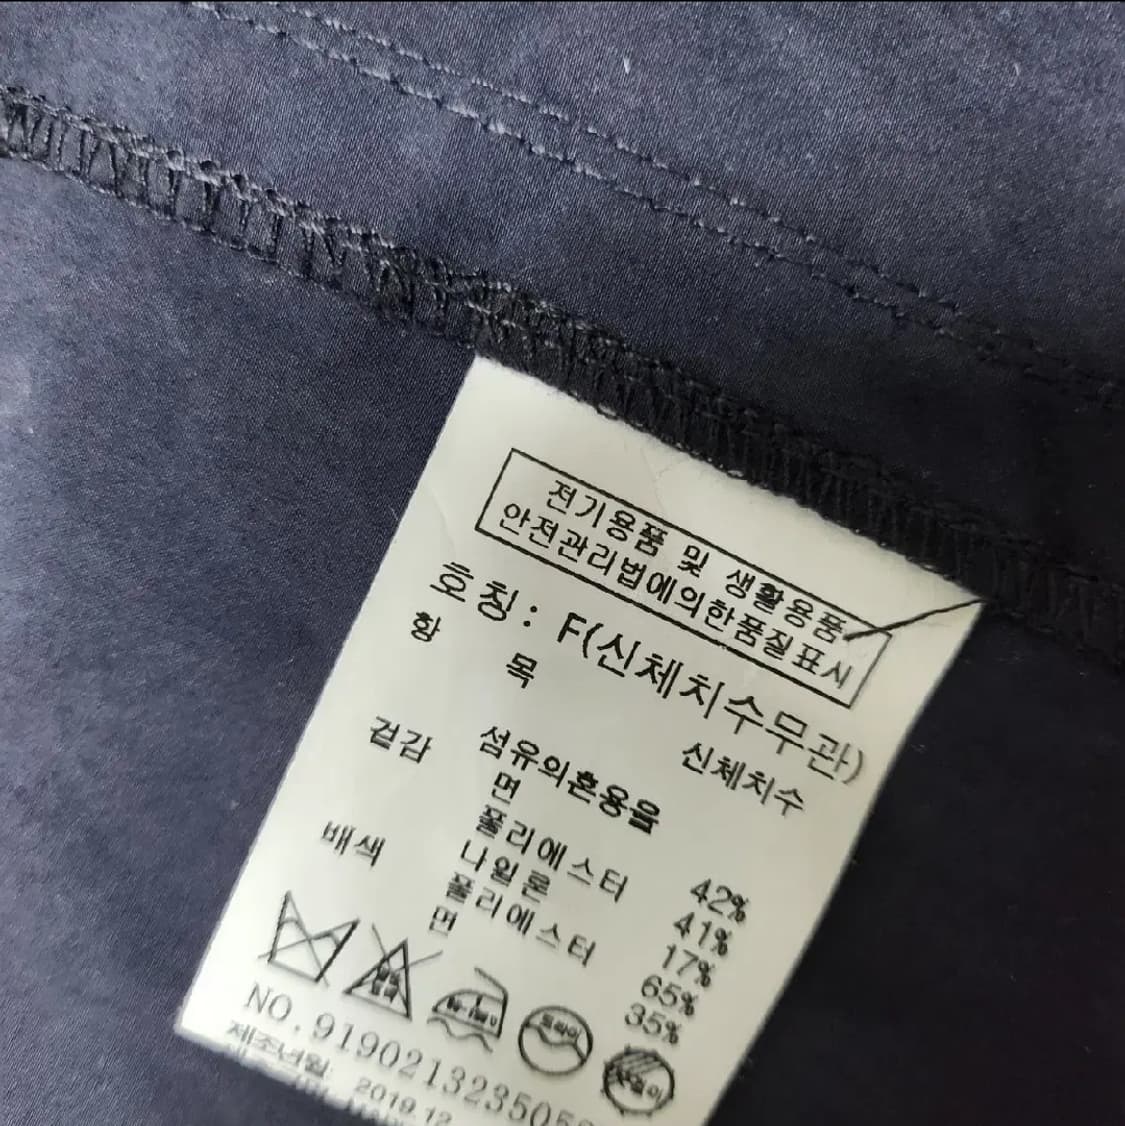 전기용품 및 생활용품
안전관리법에의한품질표시
호칭: F(신체치수무관)
항 목 신체치수
겉감 섬유의혼용율
면 42%
폴리에스터 41%
나일론 17%
배색 폴리에스터 65%
면 35%
NO.919021323505
제조년월: 2019.12